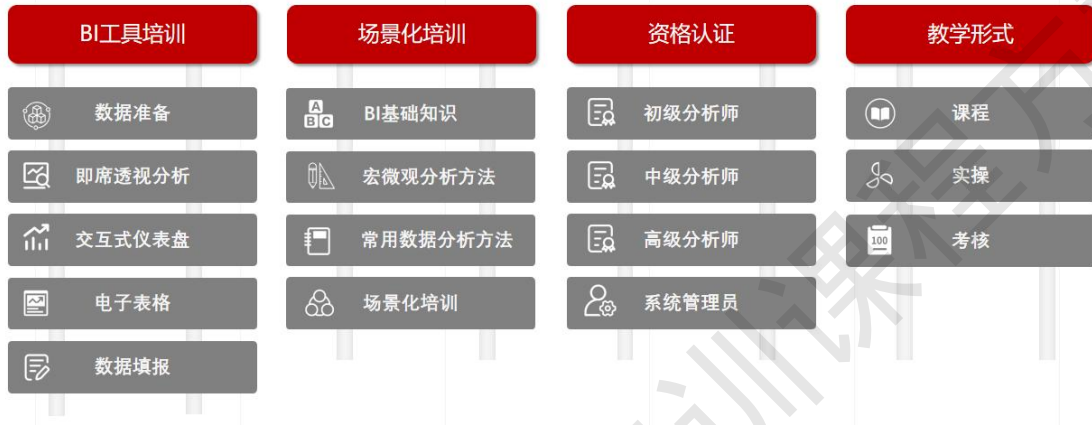 BI工具培训
数据准备
即席透视分析
交互式仪表盘
电子表格
数据填报
场景化培训
A
B C
BI基础知识
宏微观分析方法
常用数据分析方法
场景化培训
资格认证
初级分析师
中级分析师
高级分析师
系统管理员
教学形式
课程
实操
100
考核
训课程方